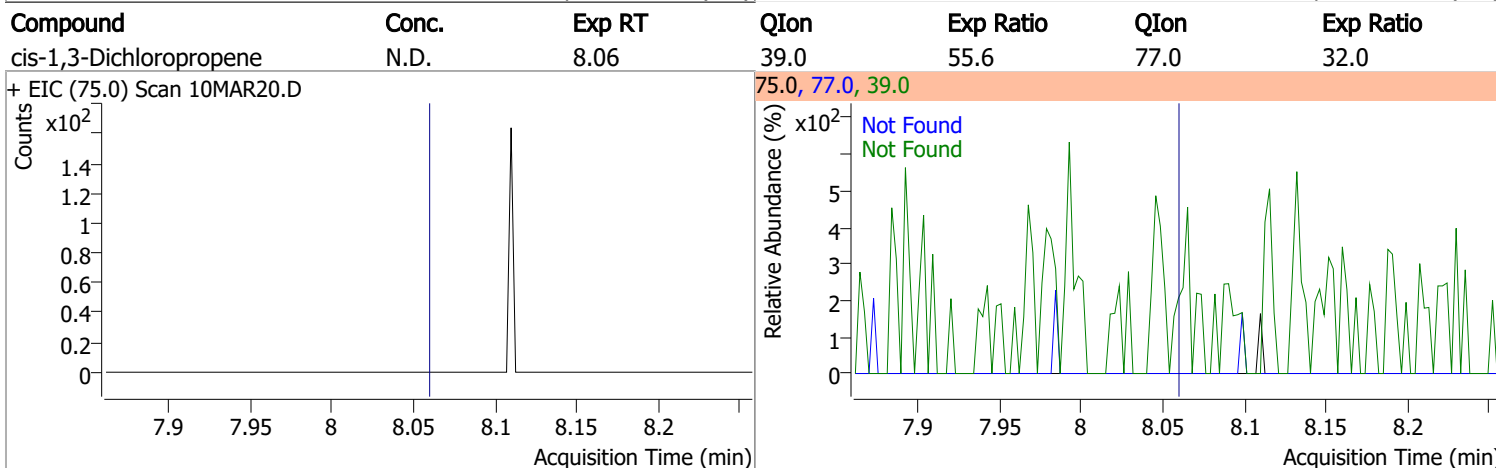 Compound Conc. Exp RT QIon Exp Ratio QIon Exp Ratio
cis-1,3-Dichloropropene N.D. 8.06 39.0 55.6 77.0 32.0
+ EIC (75.0) Scan 10MAR20.D
Counts
x10²
1.4
1.2
1
0.8
0.6
0.4
0.2
0
7.9 7.95 8 8.05 8.1 8.15 8.2
Acquisition Time (min)
75.0, 77.0, 39.0
Relative Abundance (%)
x10²
Not Found
Not Found
5
4
3
2
1
0
7.9 7.95 8 8.05 8.1 8.15 8.2
Acquisition Time (min)